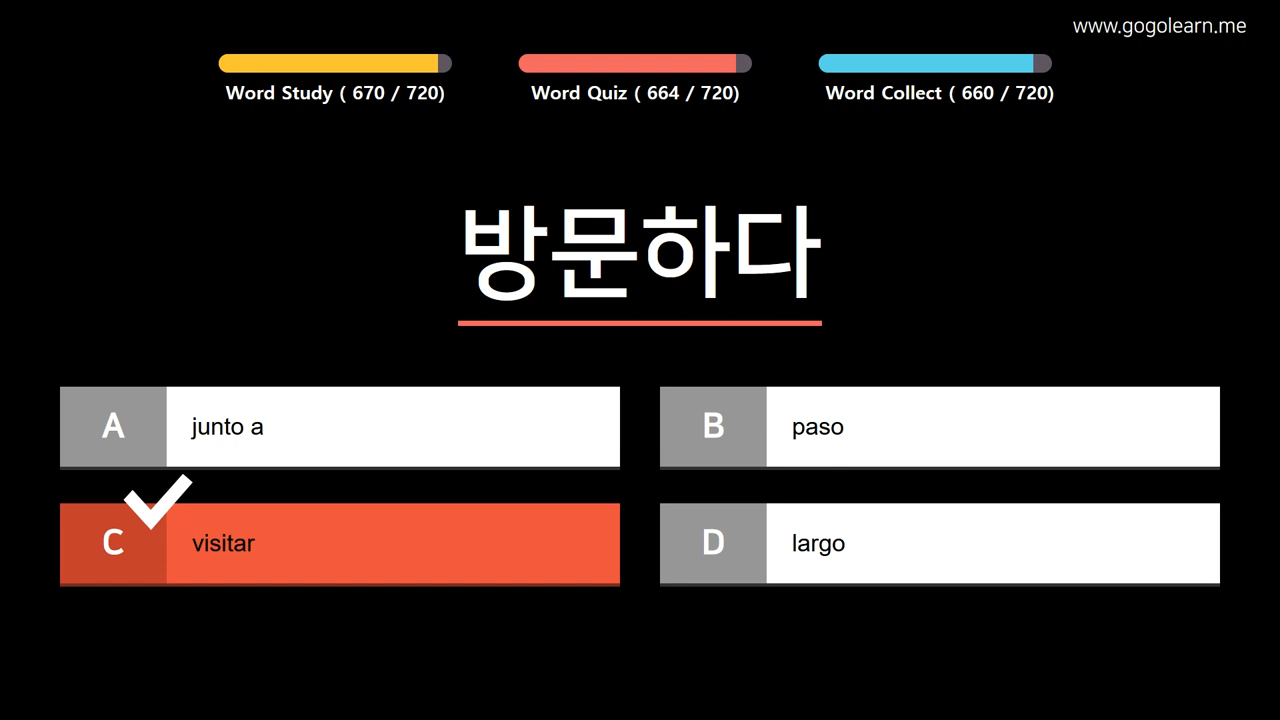 www.gogolearn.me
Word Study ( 670 / 720)
Word Quiz ( 664 / 720)
Word Collect ( 660 / 720)
방문하다
A junto a
B paso
C visitar
D largo